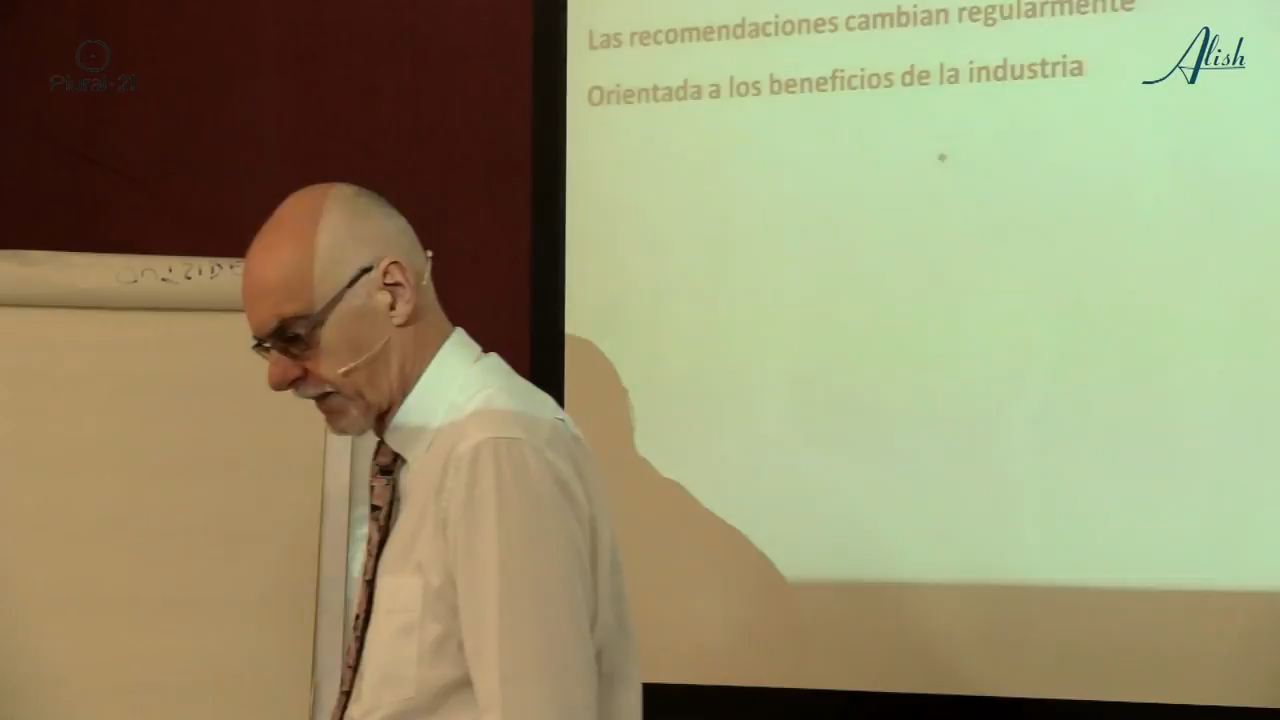 Las recomendaciones cambian regularmente
Orientada a los beneficios de la industria
Alish
Plural-21